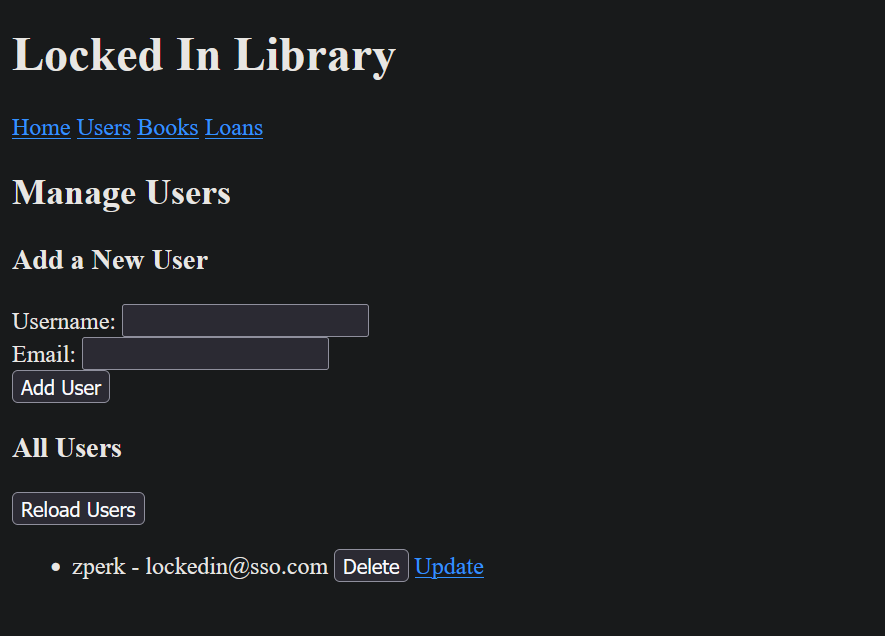 Locked In Library
Home Users Books Loans
Manage Users
Add a New User
Username:
Email:
Add User
All Users
Reload Users
zperk - lockedin@sso.com Delete Update